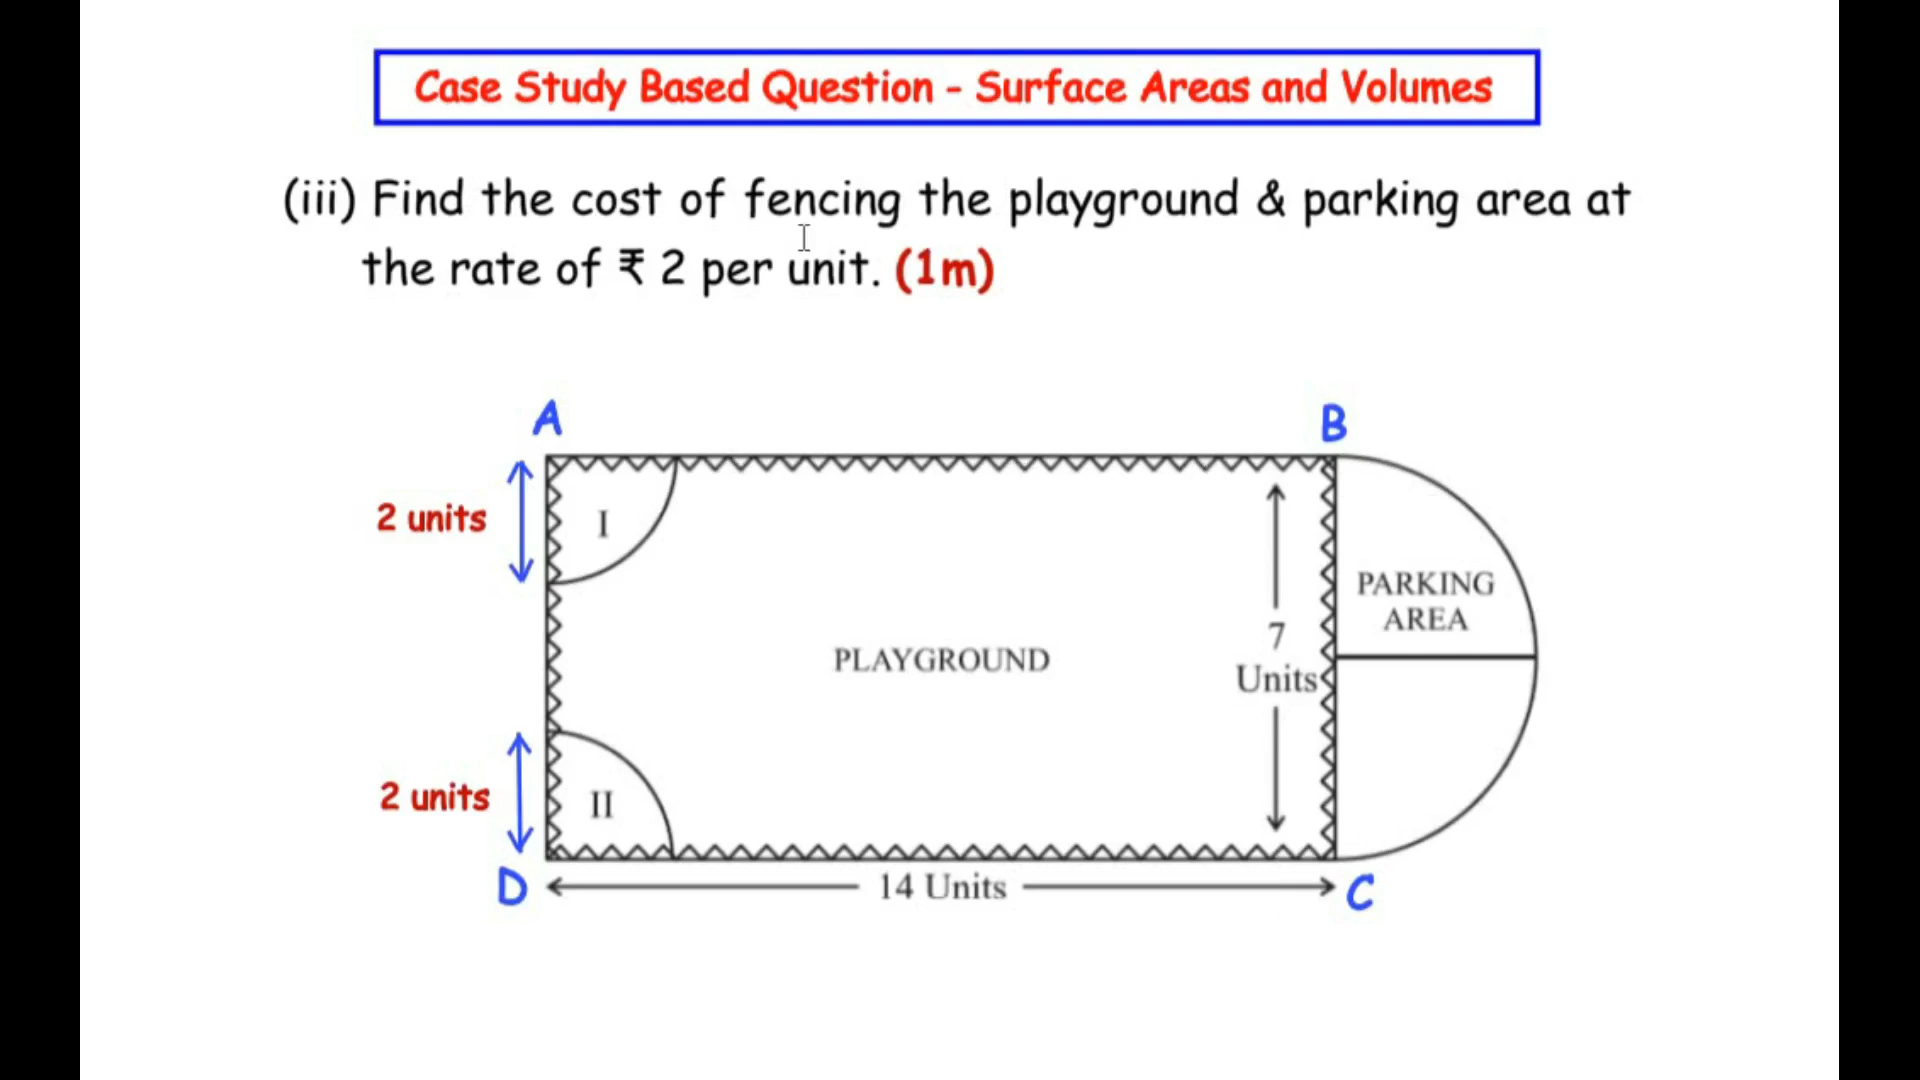 Case Study Based Question - Surface Areas and Volumes
(iii) Find the cost of fencing the playground & parking area at
the rate of ₹ 2 per unit. (1m)
A
B
2 units
I
PARKING
AREA
7
Units
PLAYGROUND
2 units
II
D
14 Units
C